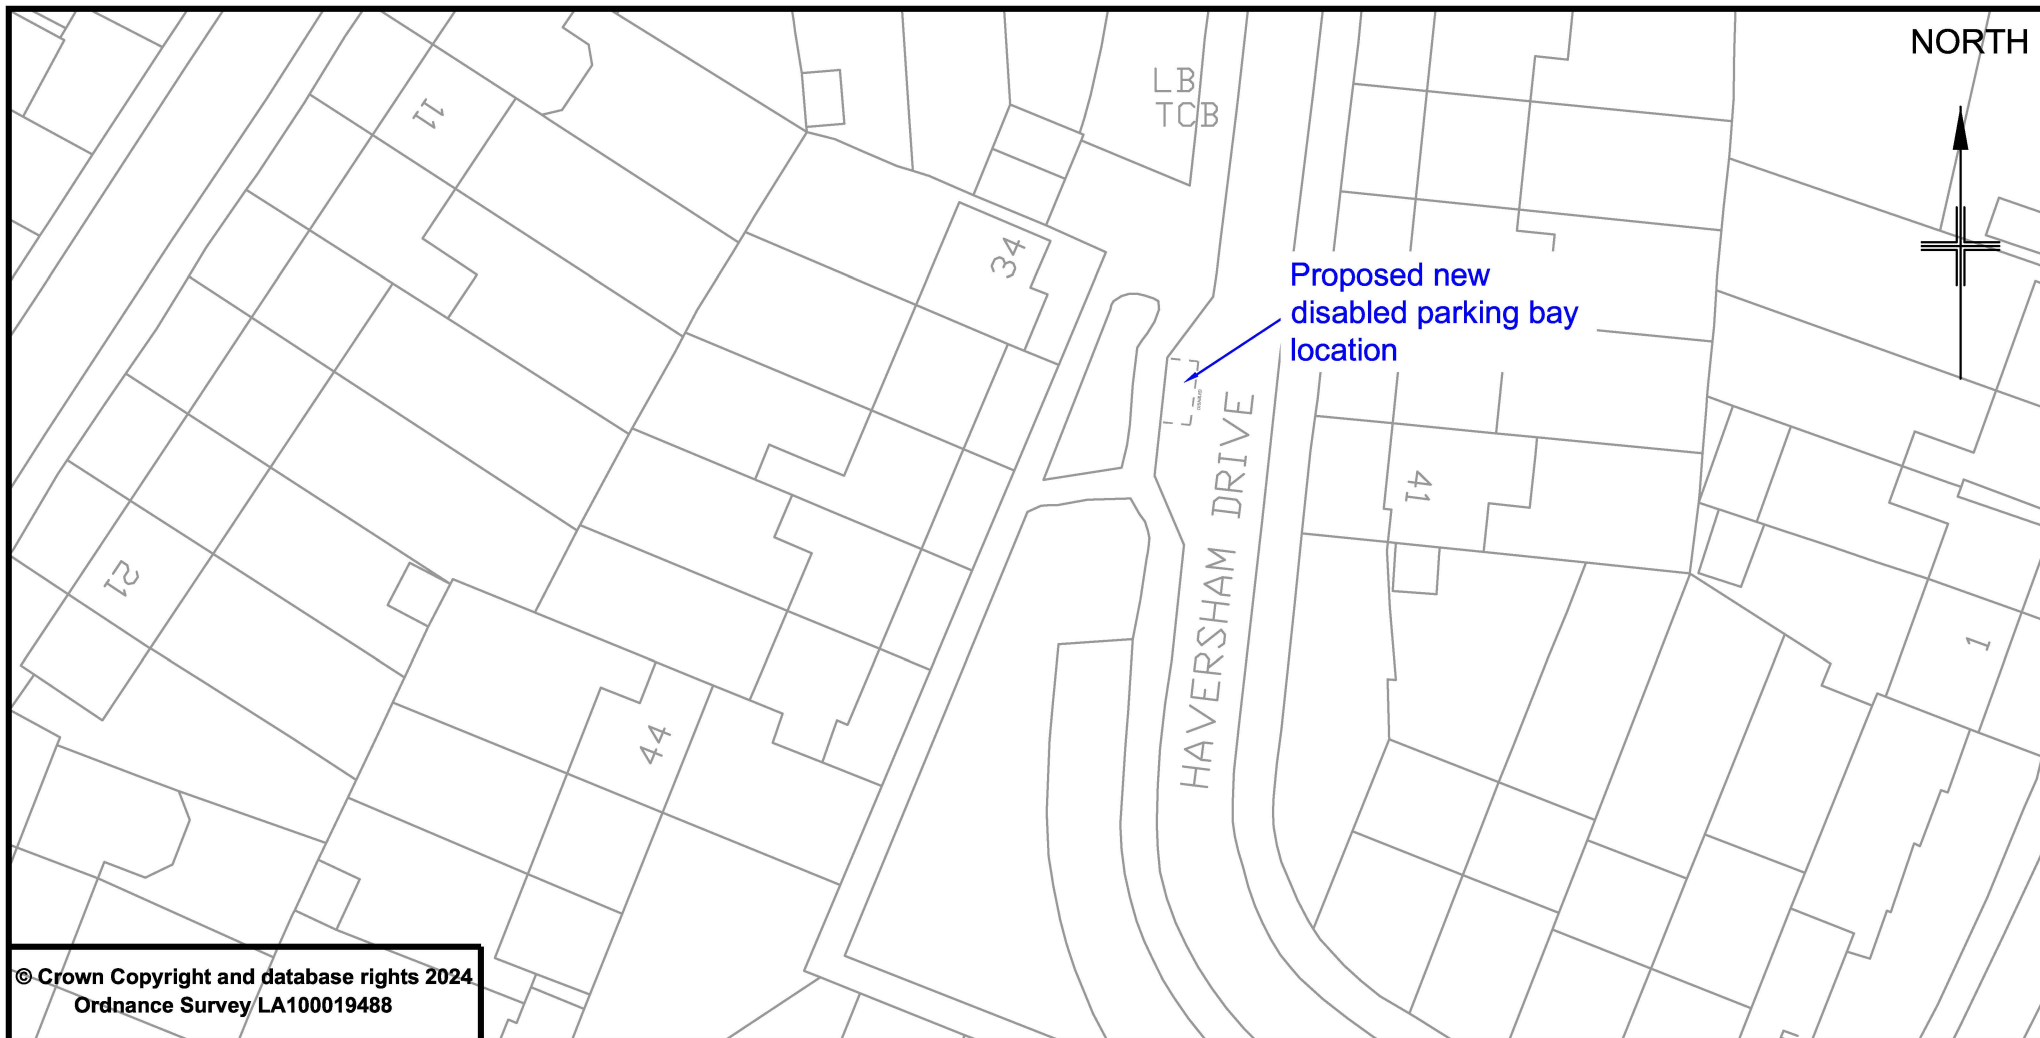 NORTH
LB
TCB
11
34
Proposed new
disabled parking bay
location
HAVERSHAM DRIVE
41
21
1
44
© Crown Copyright and database rights 2024
Ordnance Survey LA100019488